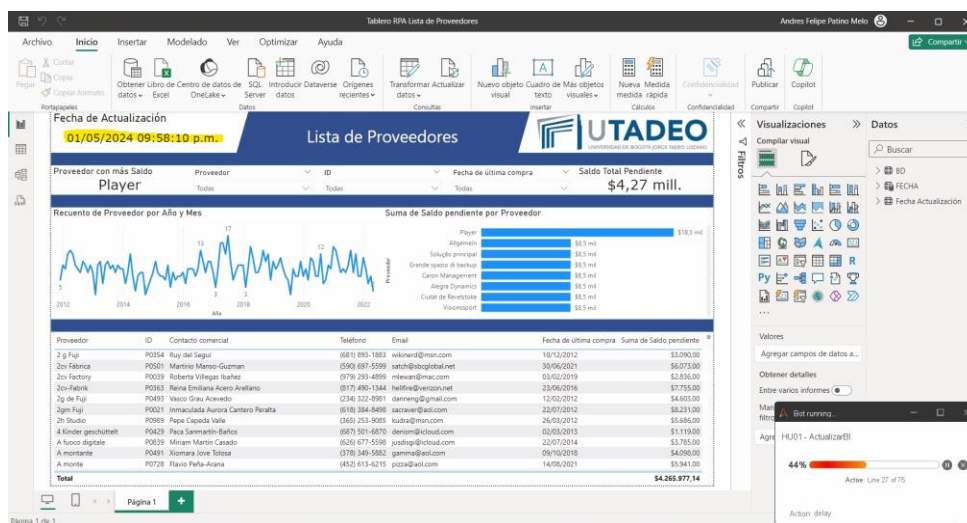 Tablero RPA Lista de Proveedores
Andres Felipe Patino Melo
Archivo Inicio Insertar Modelado Ver Optimizar Ayuda
Compartir
Pegar
Cortar
Copiar
Copiar formato
Obtener datos
Libro de Excel
Centro de datos de OneLake
SQL Server
Introducir datos
Dataverse
Orígenes recientes
Transformar datos
Actualizar
Nuevo objeto visual
Cuadro de texto
Más objetos visuales
Nueva medida
Medida rápida
Confidencialidad
Publicar
Copilot
Portapapeles
Datos
Consultas
Insertar
Cálculos
Confidencialidad
Compartir
Copilot
Fecha de Actualización
01/05/2024 09:58:10 p.m.
Lista de Proveedores
UTADEO
UNIVERSIDAD DE BOGOTÁ JORGE TADEO LOZANO
Proveedor con más Saldo
Player
Proveedor
Todas
ID
Todas
Fecha de última compra
Todas
Saldo Total Pendiente
$4,27 mill.
Recuento de Proveedor por Año y Mes
17
13
12
5
3
3
2012 2014 2016 2018 2020 2022
Año
Suma de Saldo pendiente por Proveedor
Proveedor
Player $18,3 mil
Allgemein $8,5 mil
Solução principal $8,5 mil
Grande spazio di backup $8,5 mil
Caron Management $8,5 mil
Alegra Dynamics $8,5 mil
Ciutat de Revelstoke $8,5 mil
Visionssport $8,5 mil
Proveedor ID Contacto comercial Teléfono Email Fecha de última compra Suma de Saldo pendiente
2 g Fuji P0354 Ruy del Seguí (681) 893-1883 wikinerd@msn.com 10/12/2012 $3.090,00
2cv Fábrica P0501 Martirio Manso-Guzman (590) 697-5599 satch@sbcglobal.net 30/06/2021 $6.073,00
2cv Factory P0039 Roberta Villegas Ibañez (979) 293-4899 mlewan@mac.com 03/02/2019 $2.836,00
2cv-Fabrik P0363 Reina Emiliana Acero Arellano (817) 490-1344 hellfire@verizon.net 23/06/2016 $7.755,00
2g de Fuji P0493 Vasco Grau Acevedo (234) 322-8981 danneng@gmail.com 12/02/2012 $4.603,00
2gm Fuji P0021 Inmaculada Aurora Cantero Peralta (618) 384-8498 sacraver@aol.com 22/07/2012 $8.231,00
2h Studio P0989 Pepe Cepeda Valle (365) 253-9085 kudra@msn.com 26/03/2012 $5.686,00
4 Kinder geschüttelt P0429 Paca Sanmartín-Baños (687) 501-6870 denism@icloud.com 02/03/2013 $1.119,00
A fuoco digitale P0839 Miriam Martin Casado (626) 677-5598 jusdisgi@icloud.com 22/07/2014 $3.785,00
A montante P0491 Xiomara Jove Tolosa (378) 349-5862 gamma@aol.com 09/10/2018 $4.098,00
A monte P0728 Flavio Peña-Arana (452) 613-6215 pizza@aol.com 14/08/2021 $5.941,00
Total $4.265.977,14
Filtros
Visualizaciones
Compilar visual
R
Py
Valores
Agregar campos de datos a...
Obtener detalles
Entre varios informes
Datos
Buscar
BD
FECHA
Fecha Actualización
Bot running...
HU01 - ActualizarBI
44%
Active: Line 27 of 75
Action: delay
Página 1
Página 1 de 1